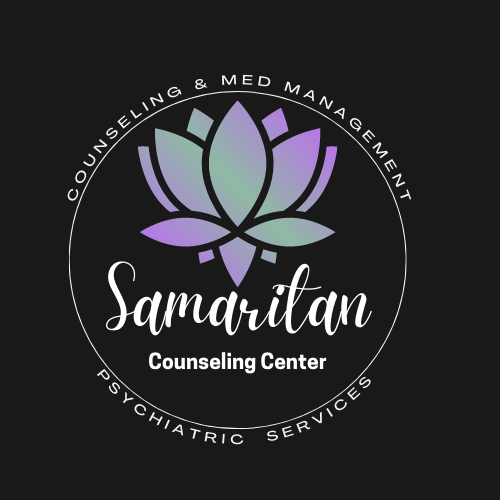 COUNSELING & MED MANAGEMENT
Samaritan
Counseling Center
PSYCHIATRIC SERVICES